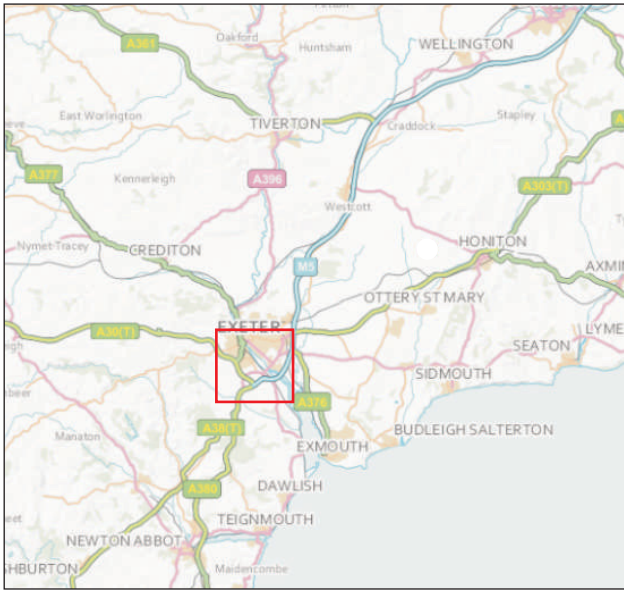 Oakford
A361
Huntsham
WELLINGTON
East Worlington
TIVERTON
Craddock
Stapley
A377
Kennerleigh
A396
A303(T)
Westcott
Nymet-Tracey
CREDITON
HONITON
M5
AXMI
OTTERY ST MARY
A30(T)
EXETER
LYME
SEATON
SIDMOUTH
A376
A38(T)
BUDLEIGH SALTERTON
Manaton
EXMOUTH
A380
DAWLISH
TEIGNMOUTH
NEWTON ABBOT
SHBURTON
Maidencombe